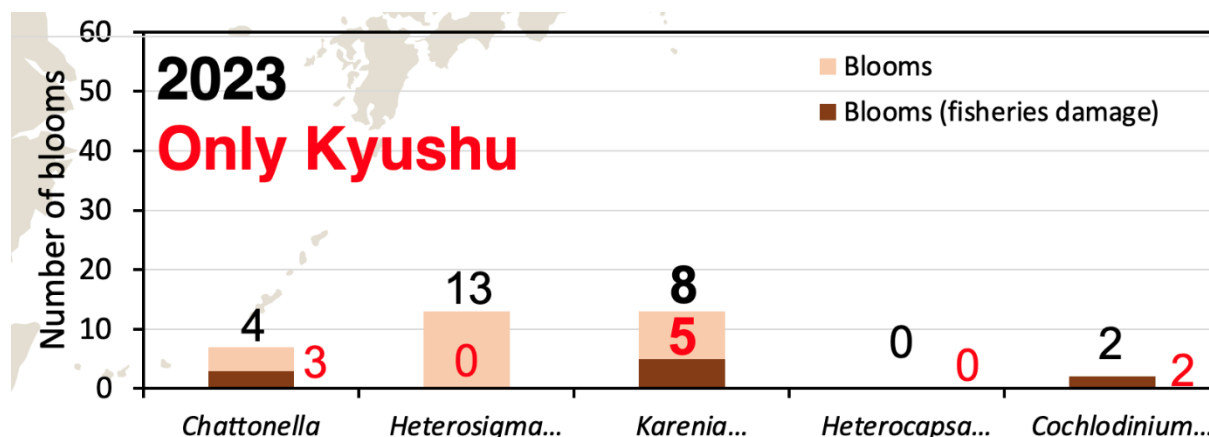 Number of blooms
60
50
40
30
20
10
0
2023
Only Kyushu
Blooms
Blooms (fisheries damage)
4
3
13
0
8
5
0
0
2
2
Chattonella
Heterosigma...
Karenia...
Heterocapsa...
Cochlodinium...